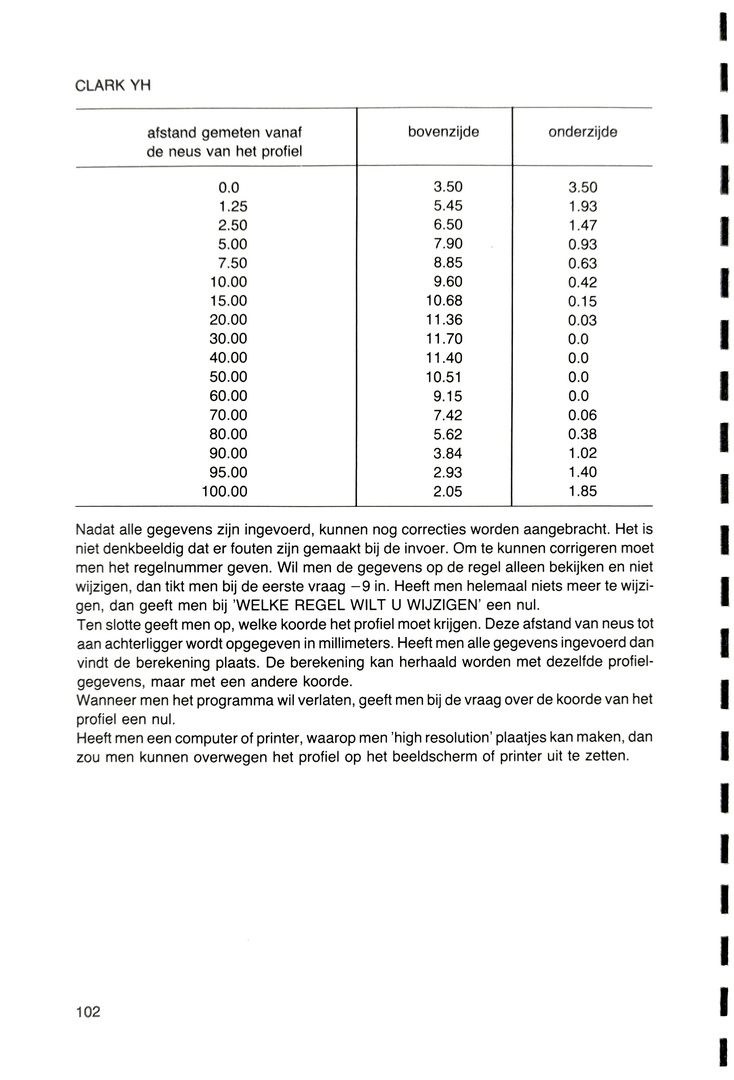 CLARK YH
afstand gemeten vanaf bovenzijde onderzijde
de neus van het profiel
0.0 3.50 3.50
1.25 5.45 1.93
2.50 6.50 1.47
5.00 7.90 0.93
7.50 8.85 0.63
10.00 9.60 0.42
15.00 10.68 0.15
20.00 11.36 0.03
30.00 11.70 0.0
40.00 11.40 0.0
50.00 10.51 0.0
60.00 9.15 0.0
70.00 7.42 0.06
80.00 5.62 0.38
90.00 3.84 1.02
95.00 2.93 1.40
100.00 2.05 1.85
Nadat alle gegevens zijn ingevoerd, kunnen nog correcties worden aangebracht. Het is
niet denkbeeldig dat er fouten zijn gemaakt bij de invoer. Om te kunnen corrigeren moet
men het regelnummer geven. Wil men de gegevens op de regel alleen bekijken en niet
wijzigen, dan tikt men bij de eerste vraag −9 in. Heeft men helemaal niets meer te wijzi-
gen, dan geeft men bij 'WELKE REGEL WILT U WIJZIGEN' een nul.
Ten slotte geeft men op, welke koorde het profiel moet krijgen. Deze afstand van neus tot
aan achterligger wordt opgegeven in millimeters. Heeft men alle gegevens ingevoerd dan
vindt de berekening plaats. De berekening kan herhaald worden met dezelfde profiel-
gegevens, maar met een andere koorde.
Wanneer men het programma wil verlaten, geeft men bij de vraag over de koorde van het
profiel een nul.
Heeft men een computer of printer, waarop men 'high resolution' plaatjes kan maken, dan
zou men kunnen overwegen het profiel op het beeldscherm of printer uit te zetten.
102